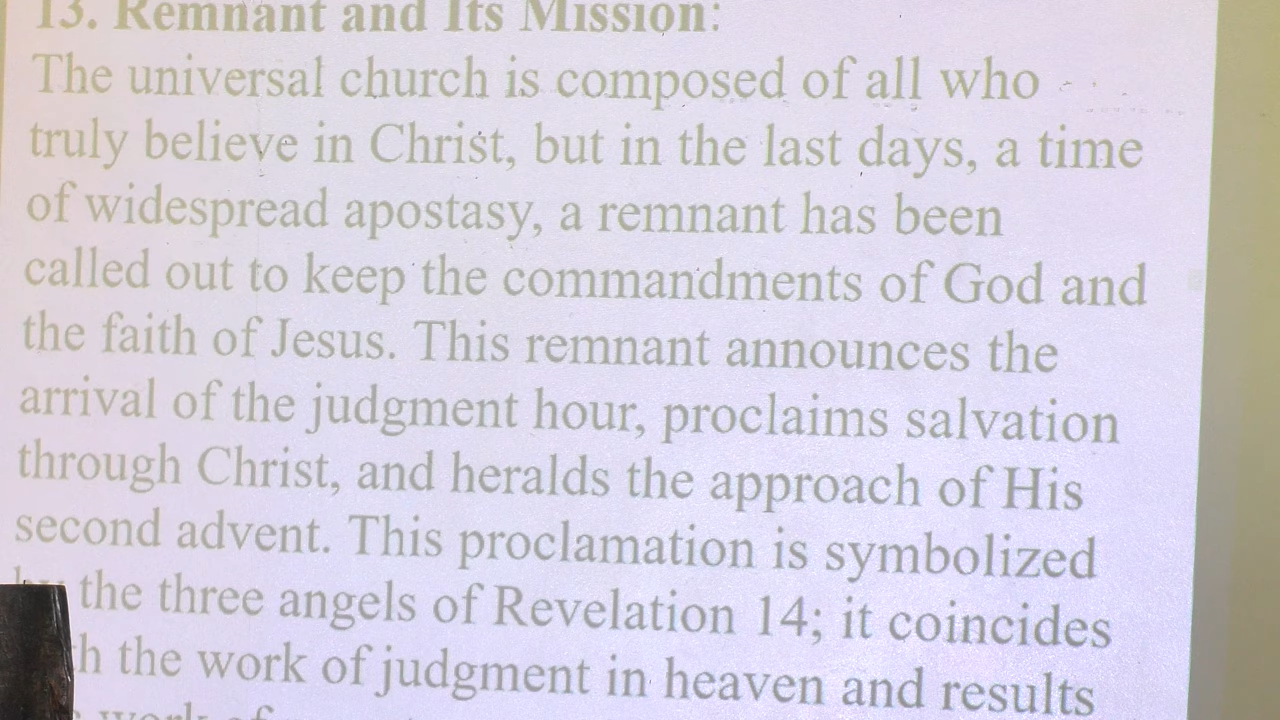 13. Remnant and Its Mission:
The universal church is composed of all who
truly believe in Christ, but in the last days, a time
of widespread apostasy, a remnant has been
called out to keep the commandments of God and
the faith of Jesus. This remnant announces the
arrival of the judgment hour, proclaims salvation
through Christ, and heralds the approach of His
second advent. This proclamation is symbolized
the three angels of Revelation 14; it coincides
the work of judgment in heaven and results
work of